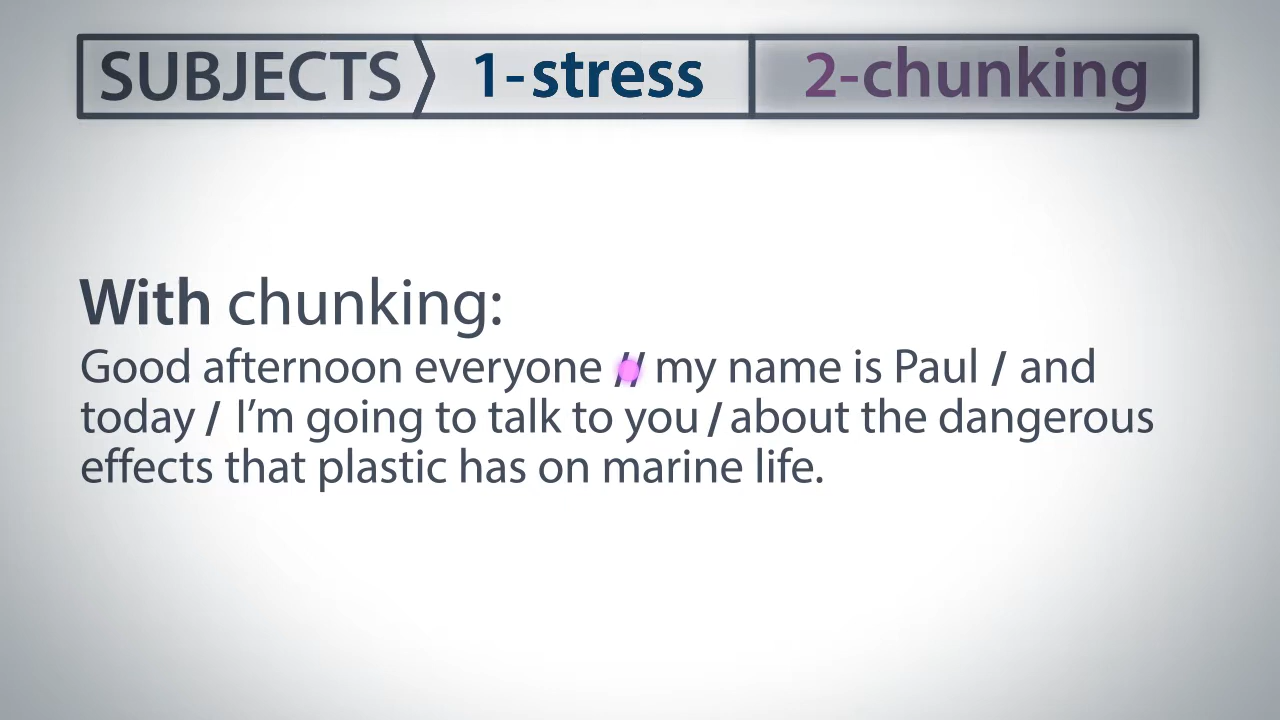 SUBJECTS 1-stress 2-chunking
With chunking:
Good afternoon everyone // my name is Paul / and
today / I’m going to talk to you / about the dangerous
effects that plastic has on marine life.